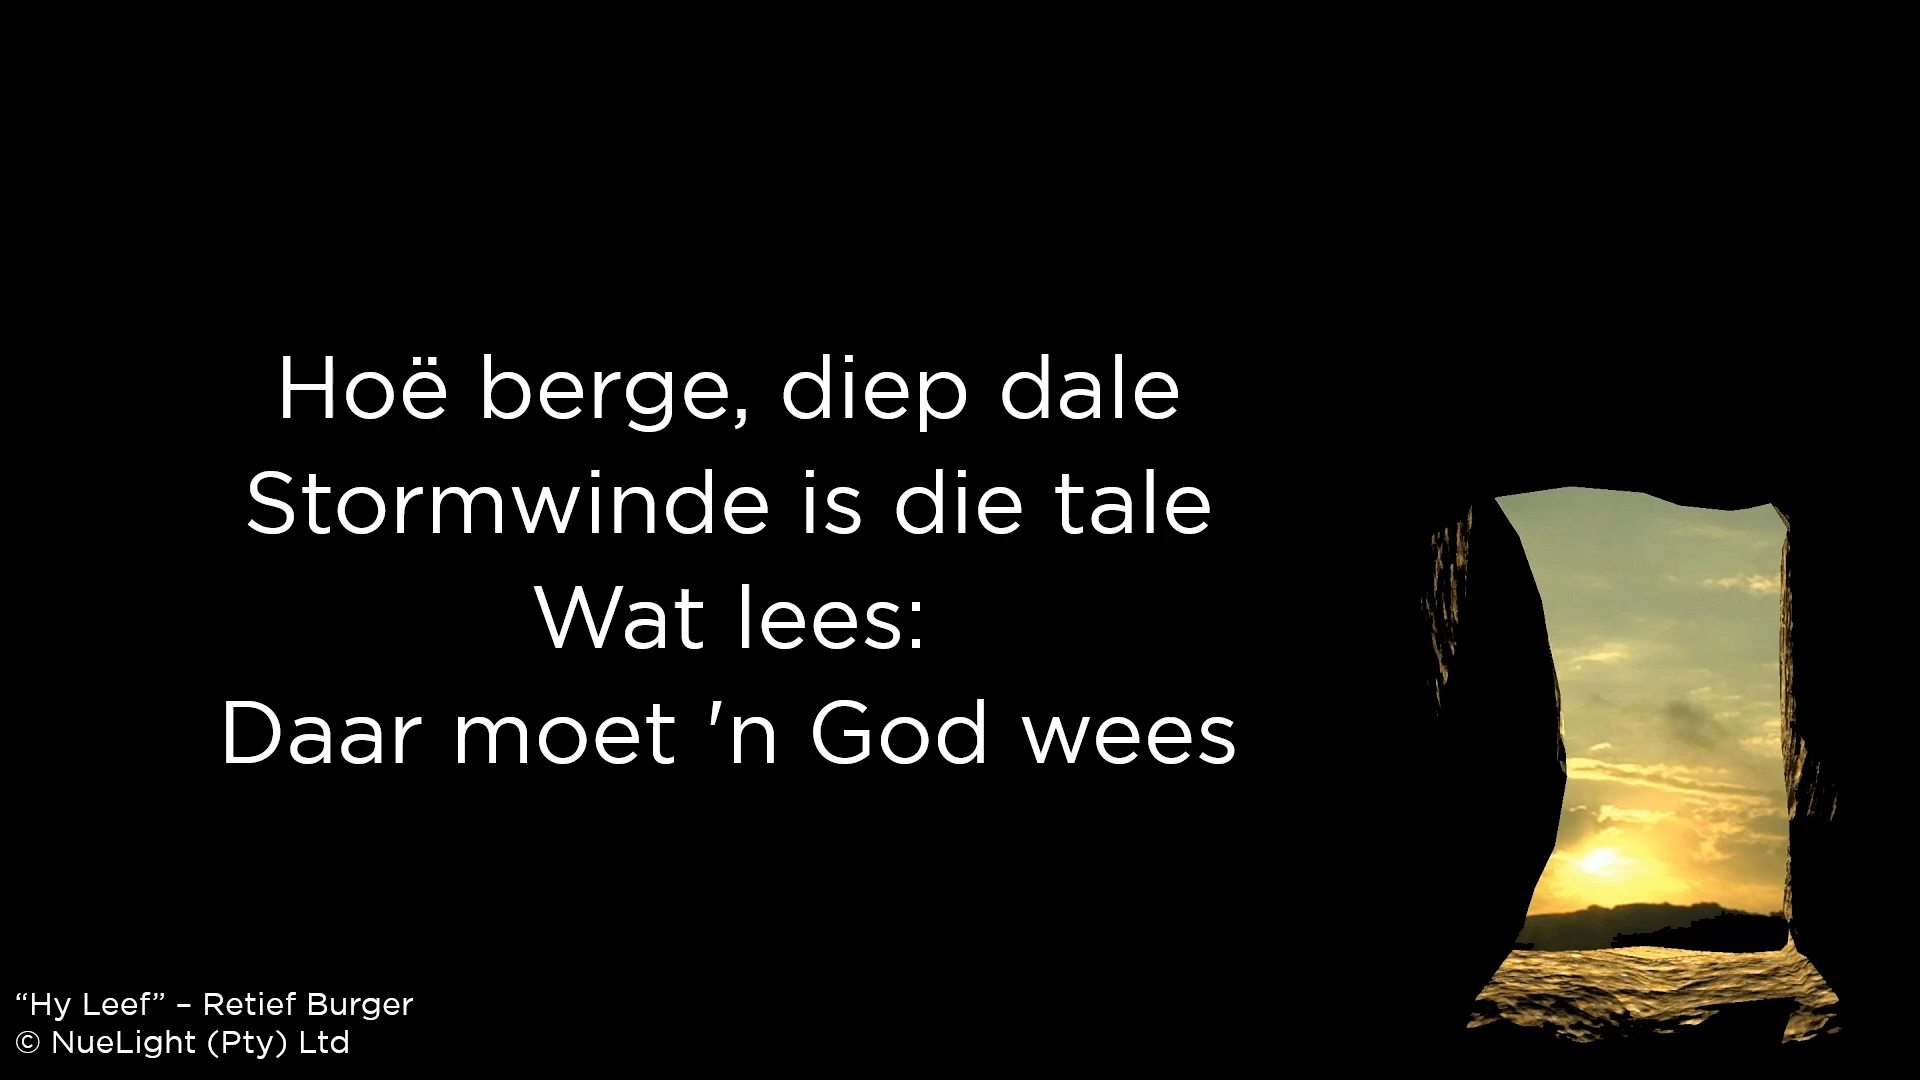 Hoë berge, diep dale
Stormwinde is die tale
Wat lees:
Daar moet 'n God wees
“Hy Leef” – Retief Burger
© NueLight (Pty) Ltd